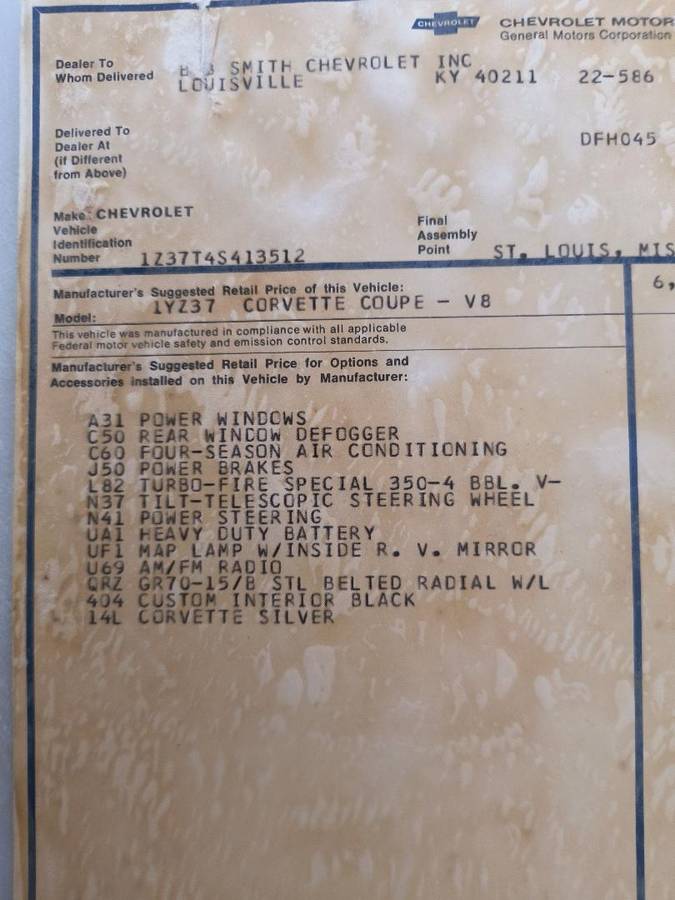 CHEVROLET CHEVROLET MOTOR
General Motors Corporation
Dealer To
Whom Delivered
SMITH CHEVROLET INC
LOUISVILLE KY 40211 22-586
Delivered To
Dealer At
(if Different
from Above)
DFH045
Make: CHEVROLET
Vehicle
Identification
Number 1Z37T4S413512
Final
Assembly
Point ST. LOUIS, MIS
Manufacturer's Suggested Retail Price of this Vehicle: 6,
Model: 1YZ37 CORVETTE COUPE - V8
This vehicle was manufactured in compliance with all applicable
Federal motor vehicle safety and emission control standards.
Manufacturer's Suggested Retail Price for Options and
Accessories installed on this Vehicle by Manufacturer:
A31 POWER WINDOWS
C50 REAR WINDOW DEFOGGER
C60 FOUR-SEASON AIR CONDITIONING
J50 POWER BRAKES
L82 TURBO-FIRE SPECIAL 350-4 BBL. V-
N37 TILT-TELESCOPIC STEERING WHEEL
N41 POWER STEERING
UA1 HEAVY DUTY BATTERY
UF1 MAP LAMP W/INSIDE R. V. MIRROR
U69 AM/FM RADIO
QRZ GR70-15/B STL BELTED RADIAL W/L
404 CUSTOM INTERIOR BLACK
14L CORVETTE SILVER